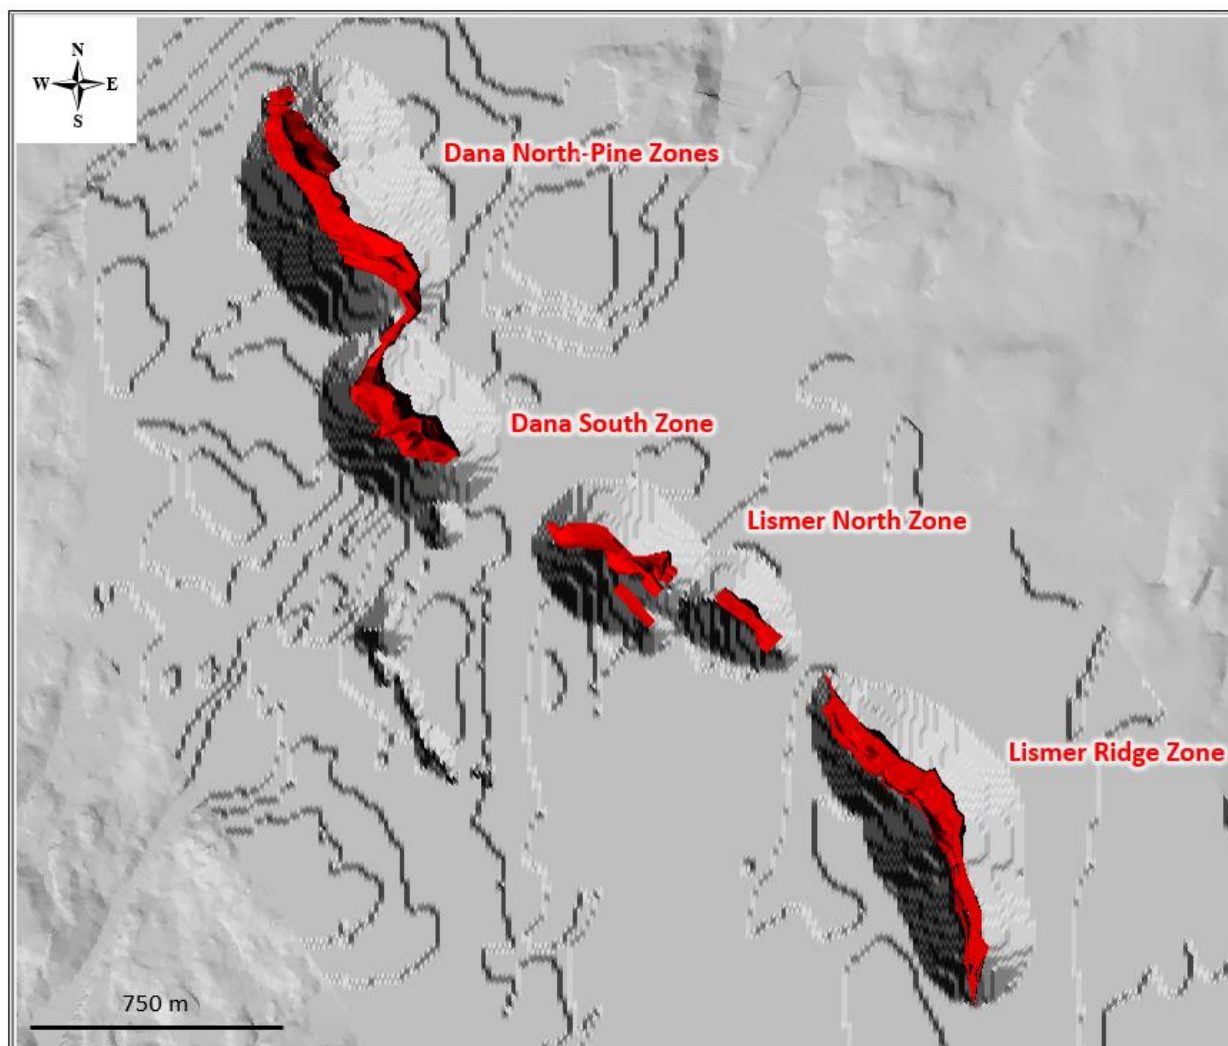 N
W E
S
Dana North-Pine Zones
Dana South Zone
Lismer North Zone
Lismer Ridge Zone
750 m